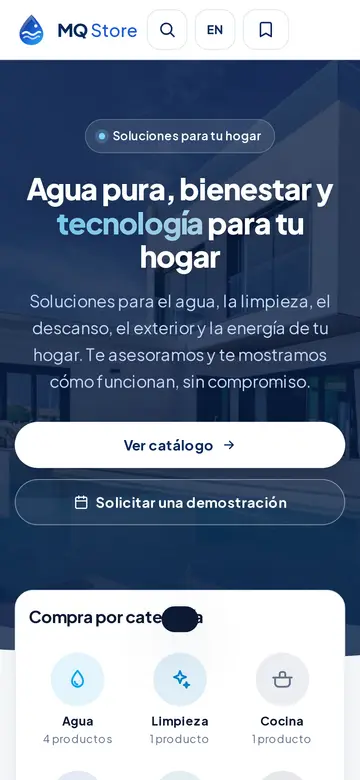 MQ Store
EN
Soluciones para tu hogar
Agua pura, bienestar y
tecnología para tu
hogar
Soluciones para el agua, la limpieza, el
descanso, el exterior y la energía de tu
hogar. Te asesoramos y te mostramos
cómo funcionan, sin compromiso.
Ver catálogo →
Solicitar una demostración
Compra por
Agua
Limpieza
Cocina
4 productos
1 producto
1 producto